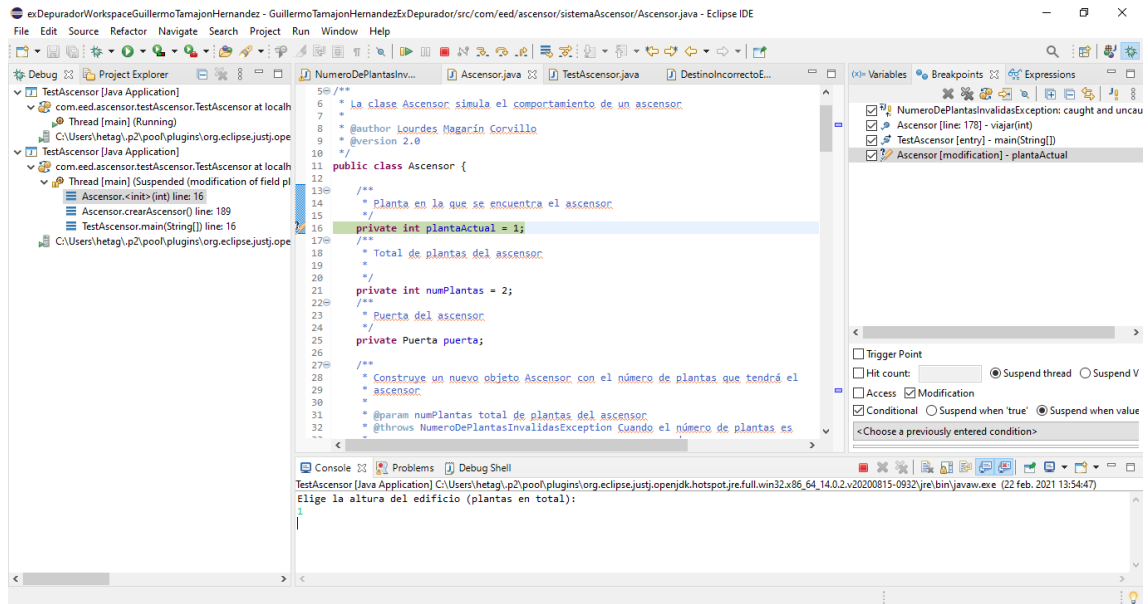 exDepuradorWorkspaceGuillermoTamajonHernandez - GuillermoTamajonHernandezExDepurador/src/com/eed/ascensor/sistemaAscensor/Ascensor.java - Eclipse IDE
File Edit Source Refactor Navigate Search Project Run Window Help
Debug Project Explorer
TestAscensor [Java Application]
com.eed.ascensor.testAscensor.TestAscensor at localh
Thread [main] (Running)
C:\Users\hetag\.p2\pool\plugins\org.eclipse.justj.ope
TestAscensor [Java Application]
com.eed.ascensor.testAscensor.TestAscensor at localh
Thread [main] (Suspended (modification of field pl
Ascensor.<init>(int) line: 16
Ascensor.crearAscensor() line: 189
TestAscensor.main(String[]) line: 16
C:\Users\hetag\.p2\pool\plugins\org.eclipse.justj.ope
NumeroDePlantasInv... Ascensor.java TestAscensor.java DestinoIncorrectoE...
5 /**
6 * La clase Ascensor simula el comportamiento de un ascensor
7 *
8 * @author Lourdes Magarín Corvillo
9 * @version 2.0
10 */
11 public class Ascensor {
12
13 /**
14 * Planta en la que se encuentra el ascensor
15 */
16 private int plantaActual = 1;
17 /**
18 * Total de plantas del ascensor
19 *
20 */
21 private int numPlantas = 2;
22 /**
23 * Puerta del ascensor
24 */
25 private Puerta puerta;
26
27 /**
28 * Construye un nuevo objeto Ascensor con el número de plantas que tendrá el
29 * ascensor
30 *
31 * @param numPlantas total de plantas del ascensor
32 * @throws NumeroDePlantasInvalidasException Cuando el número de plantas es
(x)= Variables Breakpoints Expressions
NumeroDePlantasInvalidasException: caught and uncau
Ascensor [line: 178] - viajar(int)
TestAscensor [entry] - main(String[])
Ascensor [modification] - plantaActual
Trigger Point
Hit count: Suspend thread Suspend V
Access Modification
Conditional Suspend when 'true' Suspend when value
<Choose a previously entered condition>
Console Problems Debug Shell
TestAscensor [Java Application] C:\Users\hetag\.p2\pool\plugins\org.eclipse.justj.openjdk.hotspot.jre.full.win32.x86_64_14.0.2.v20200815-0932\jre\bin\javaw.exe (22 feb. 2021 13:54:47)
Elige la altura del edificio (plantas en total):
1